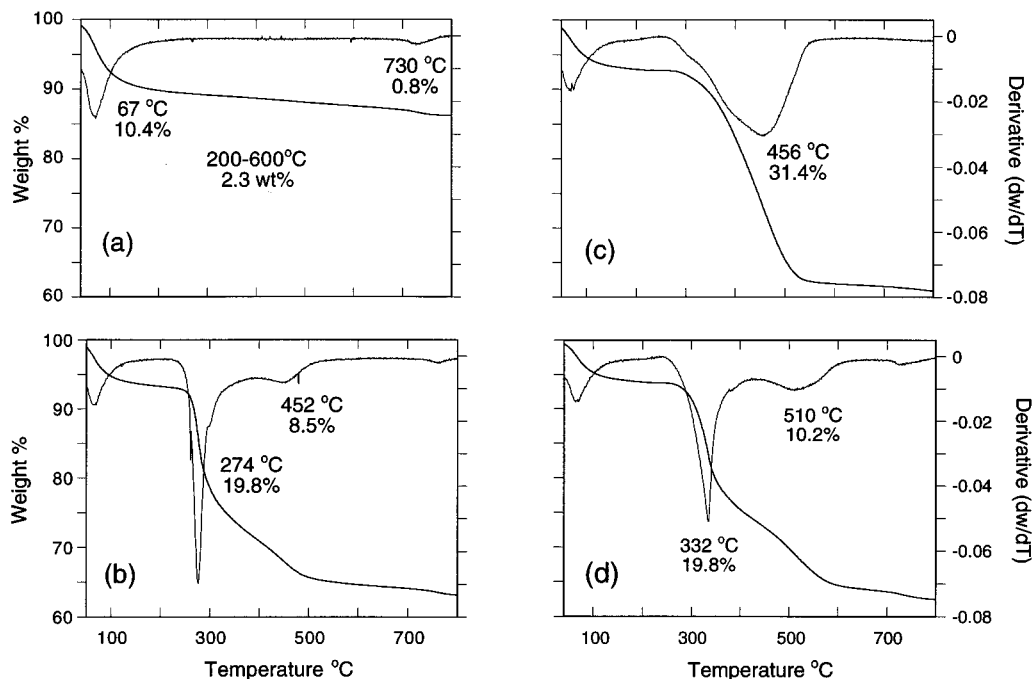 100
90
85
70
60
Weight %
67 °C
10.4%
200-600°C
2.3 wt%
730 °C
0.8%
(a)
0
-0.02
-0.04
-0.06
-0.08
Derivative (dw/dT)
456 °C
31.4%
(c)
100
90
80
70
60
Weight %
274 °C
19.8%
452 °C
8.5%
(b)
100 300 500 700
Temperature °C
0
-0.02
-0.04
-0.06
-0.08
Derivative (dw/dT)
332 °C
19.8%
510 °C
10.2%
(d)
100 300 500 700
Temperature °C